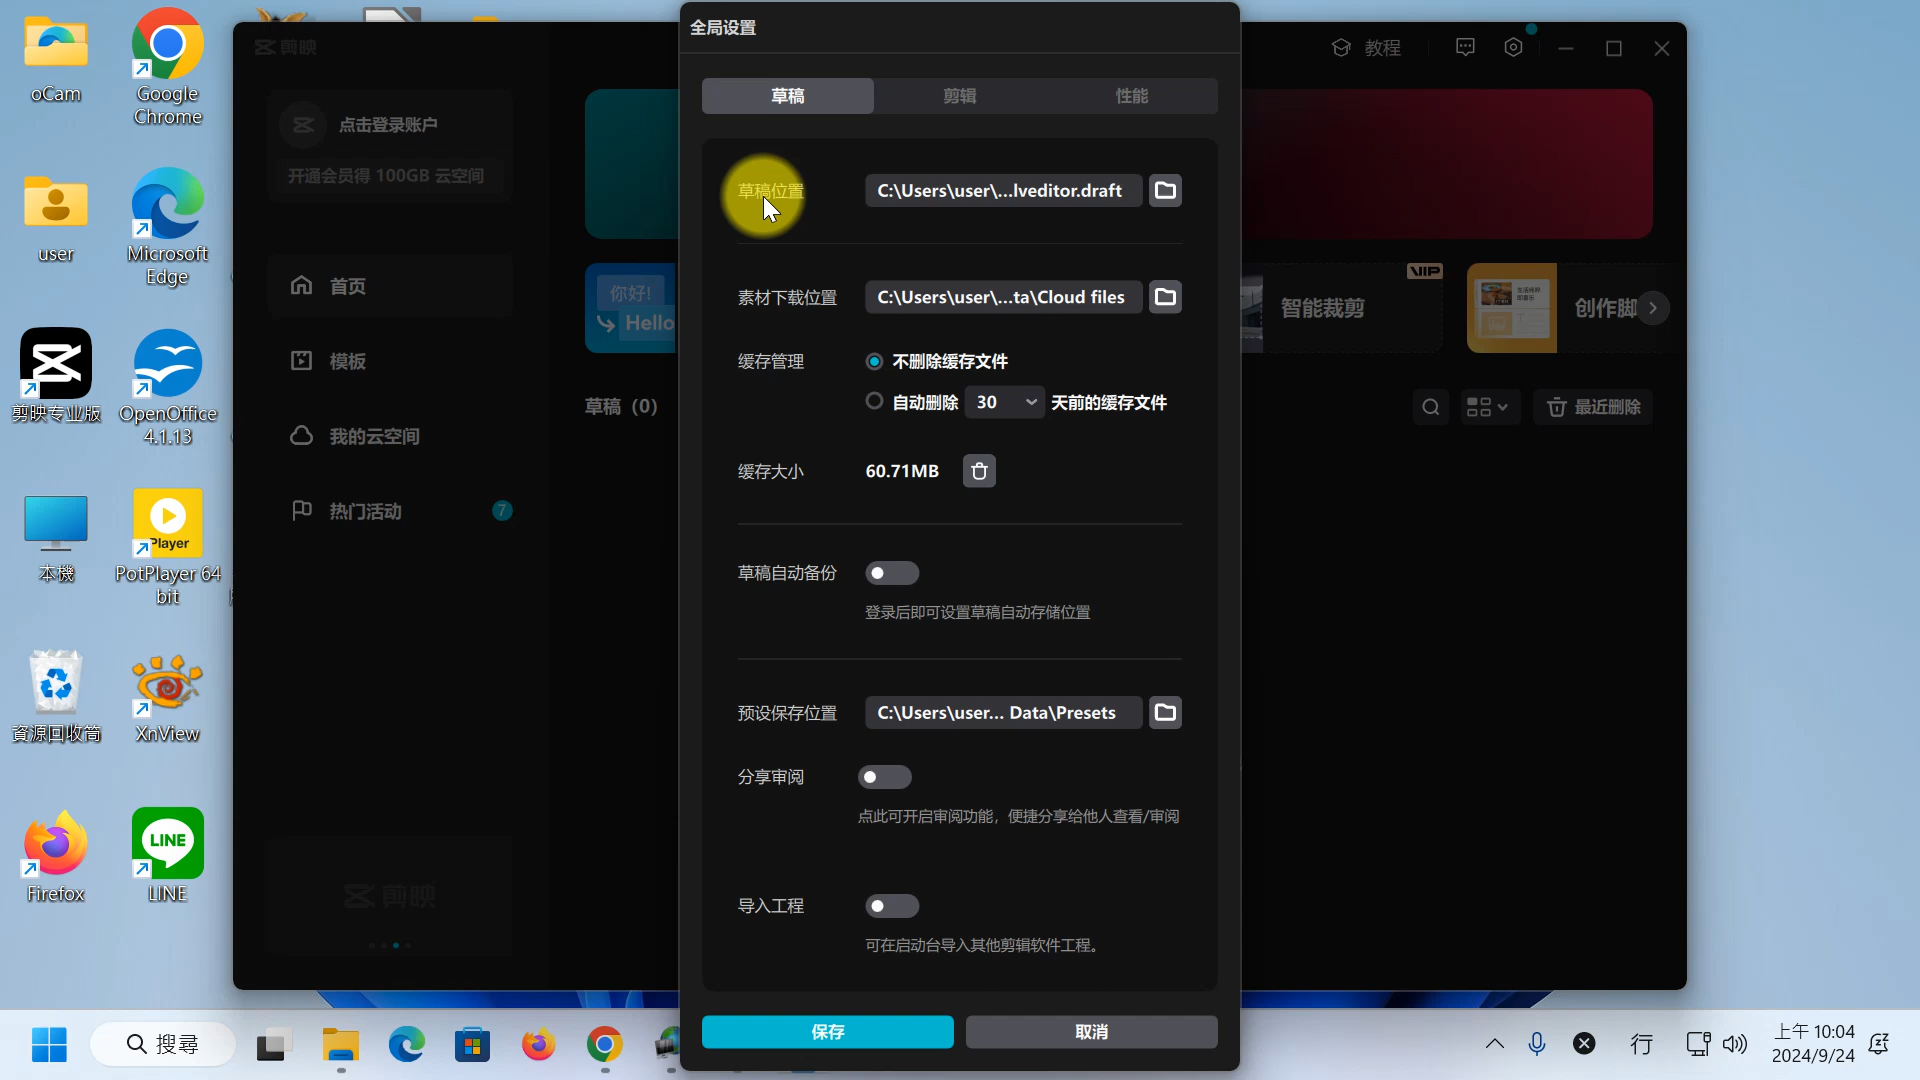 全局设置
草稿
剪辑
性能
草稿位置
C:\Users\user\...lveditor.draft
素材下载位置
C:\Users\user\...ta\Cloud files
缓存管理
不删除缓存文件
自动删除 30 天前的缓存文件
缓存大小
60.71MB
草稿自动备份
登录后即可设置草稿自动存储位置
预设保存位置
C:\Users\user... Data\Presets
分享审阅
点此可开启审阅功能，便捷分享给他人查看/审阅
导入工程
可在启动台导入其他剪辑软件工程。
保存
取消
剪映
点击登录账户
开通会员得 100GB 云空间
首页
模板
我的云空间
热门活动
7
剪映
教程
你好!
Hello
草稿 (0)
VIP
智能裁剪
创作脚
最近删除
oCam
Google
Chrome
user
Microsoft
Edge
剪映专业版
OpenOffice
4.1.13
本機
Player
PotPlayer 64
bit
資源回收筒
XnView
Firefox
LINE
LINE
搜尋
行
上午 10:04
2024/9/24